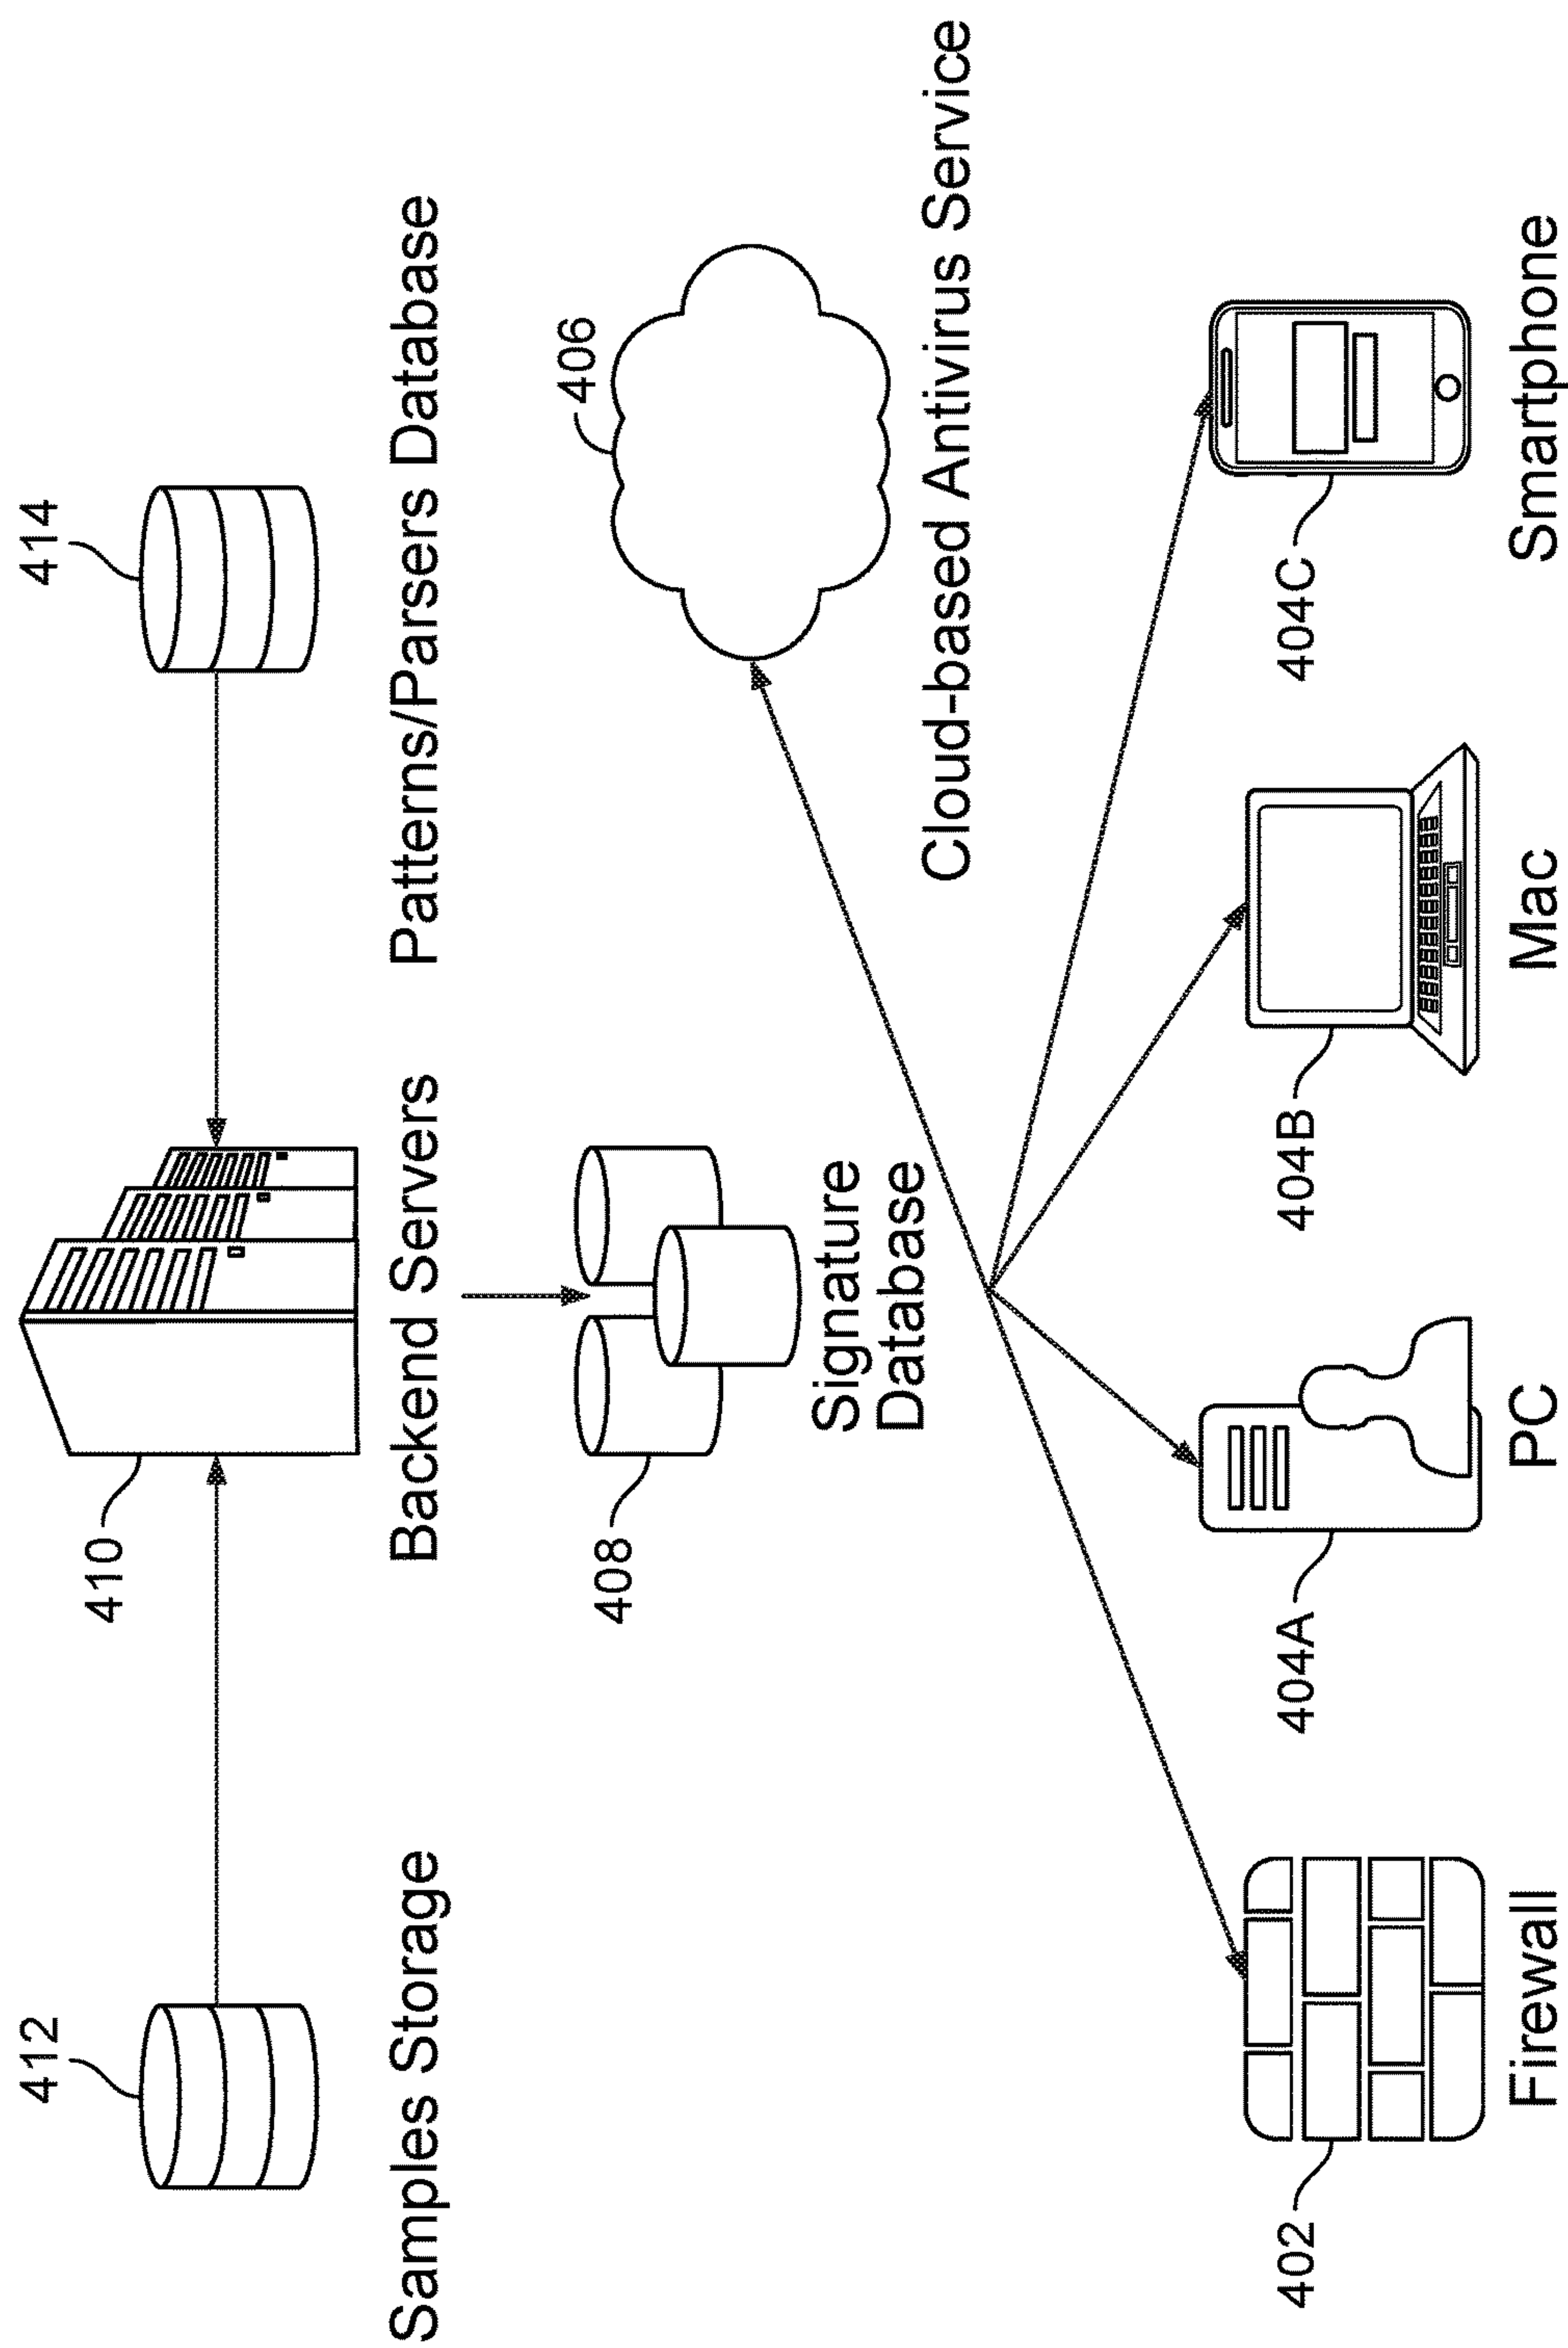 412
410
414
Samples Storage
Backend Servers
Patterns/Parsers Database
408
406
Signature
Database
Cloud-based Antivirus Service
402
404A
404B
404C
Firewall
PC
Mac
Smartphone